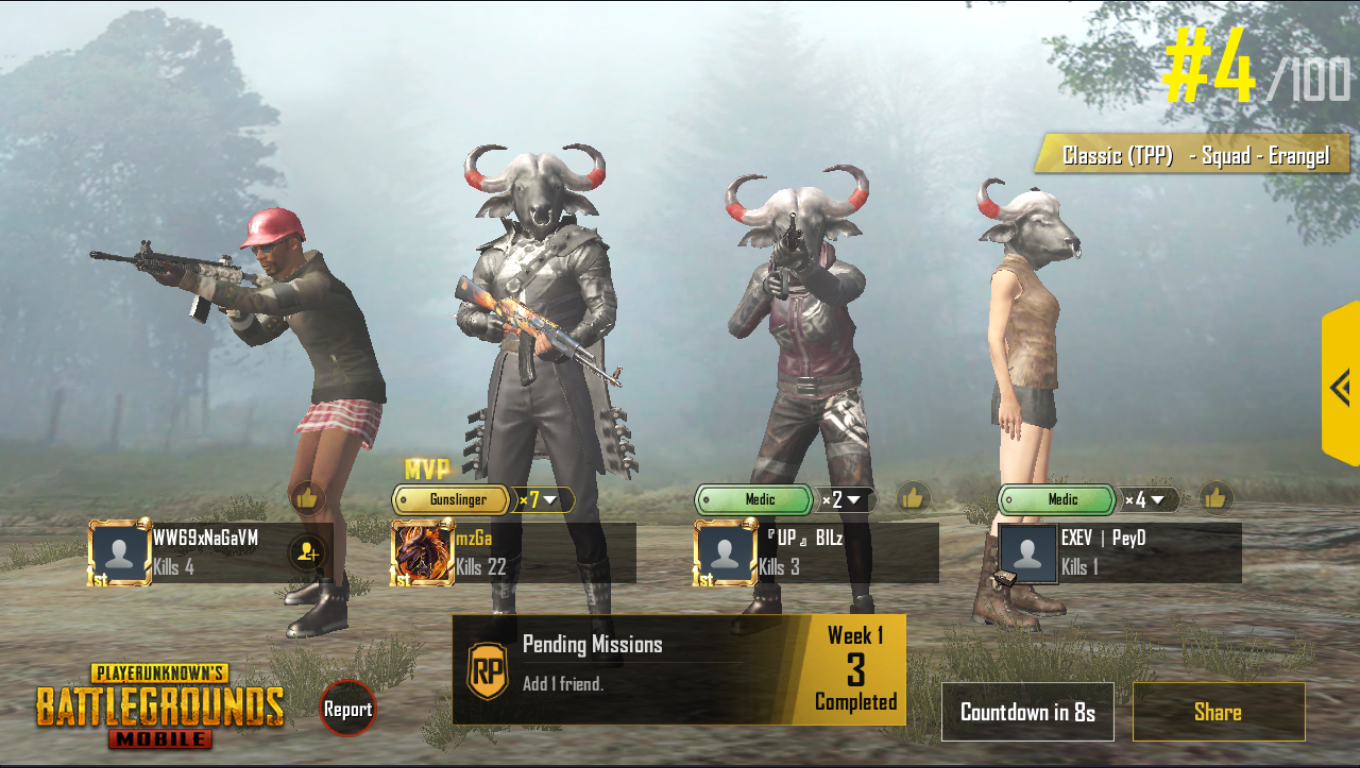 #4/100
Classic (TPP) - Squad - Erangel
MVP
Gunslinger ×7
Medic ×2
Medic ×4
WW69xNaGaVM
Kills 4
1st
mzGa
Kills 22
1st
『UP 』 BILz
Kills 3
1st
EXEV | PeyD
Kills 1
RP
Pending Missions
Add 1 friend.
Week 1
3
Completed
PLAYERUNKNOWN'S
BATTLEGROUNDS
MOBILE
Report
Countdown in 8s
Share